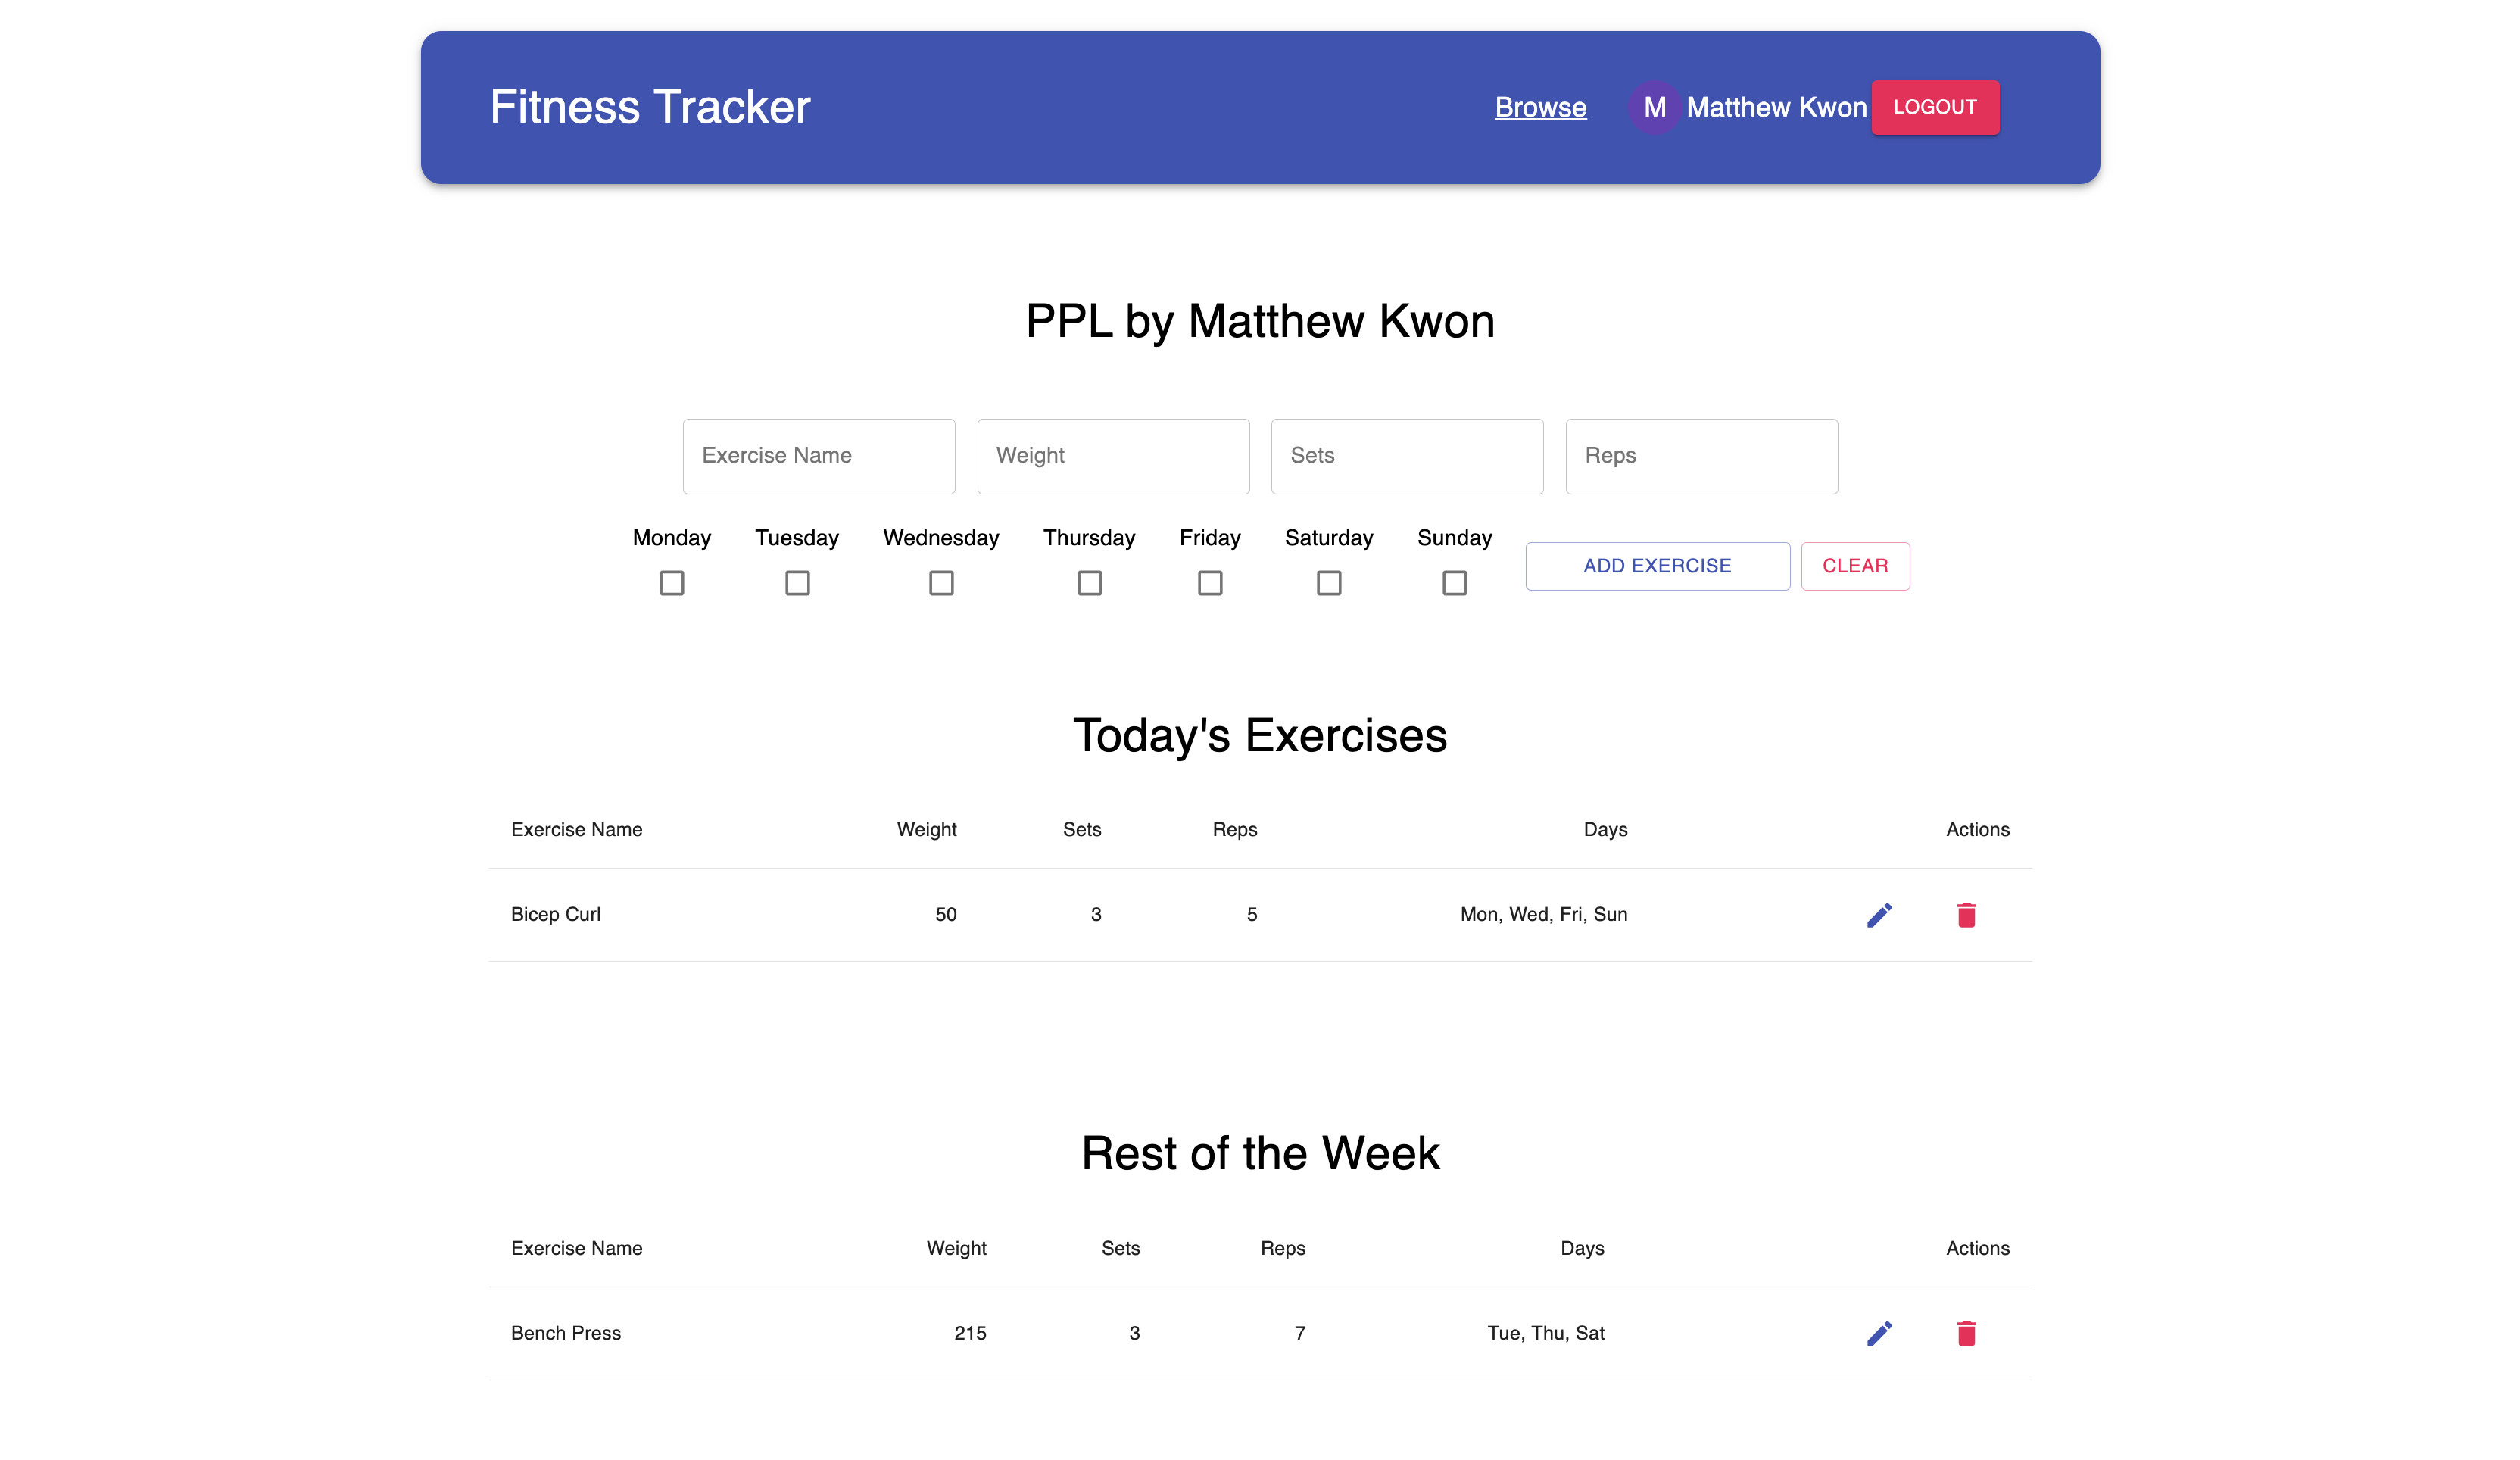 Fitness Tracker Browse M Matthew Kwon LOGOUT
PPL by Matthew Kwon
Exercise Name Weight Sets Reps
Monday Tuesday Wednesday Thursday Friday Saturday Sunday
ADD EXERCISE CLEAR
Today's Exercises
Exercise Name Weight Sets Reps Days Actions
Bicep Curl 50 3 5 Mon, Wed, Fri, Sun
Rest of the Week
Exercise Name Weight Sets Reps Days Actions
Bench Press 215 3 7 Tue, Thu, Sat